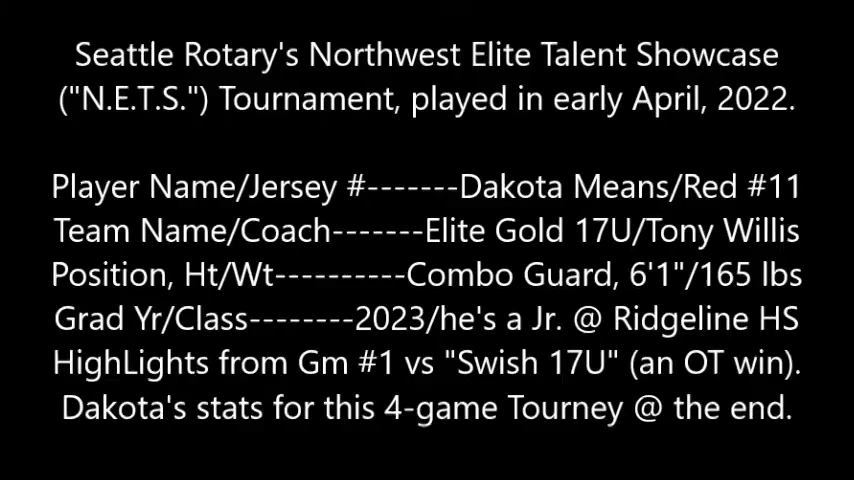 Seattle Rotary's Northwest Elite Talent Showcase
("N.E.T.S.") Tournament, played in early April, 2022.
Player Name/Jersey #-------Dakota Means/Red #11
Team Name/Coach-------Elite Gold 17U/Tony Willis
Position, Ht/Wt----------Combo Guard, 6'1"/165 lbs
Grad Yr/Class--------2023/he's a Jr. @ Ridgeline HS
HighLights from Gm #1 vs "Swish 17U" (an OT win).
Dakota's stats for this 4-game Tourney @ the end.